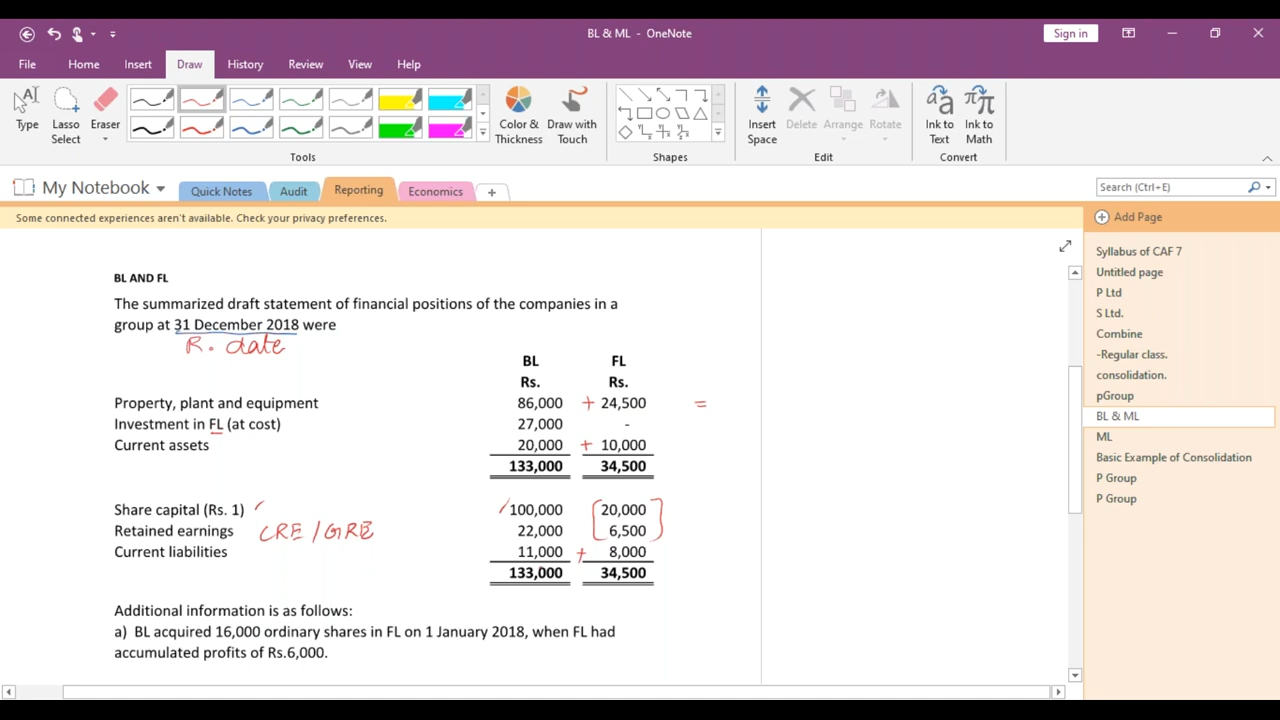 BL & ML - OneNote
Sign in
File Home Insert Draw History Review View Help
Type Lasso Select Eraser
Color & Thickness Draw with Touch
Insert Space Delete Arrange Rotate
Ink to Text Ink to Math
Tools Shapes Edit Convert
My Notebook Quick Notes Audit Reporting Economics +
Search (Ctrl+E)
Some connected experiences aren't available. Check your privacy preferences.
Add Page
Syllabus of CAF 7
Untitled page
P Ltd
S Ltd.
Combine
-Regular class.
consolidation.
pGroup
BL & ML
ML
Basic Example of Consolidation
P Group
P Group
BL AND FL
The summarized draft statement of financial positions of the companies in a
group at 31 December 2018 were
R. date
BL FL
Rs. Rs.
Property, plant and equipment 86,000 + 24,500 =
Investment in FL (at cost) 27,000 -
Current assets 20,000 + 10,000
133,000 34,500
Share capital (Rs. 1) 100,000 20,000
Retained earnings CRE / GRE 22,000 6,500
Current liabilities 11,000 + 8,000
133,000 34,500
Additional information is as follows:
a) BL acquired 16,000 ordinary shares in FL on 1 January 2018, when FL had
accumulated profits of Rs.6,000.